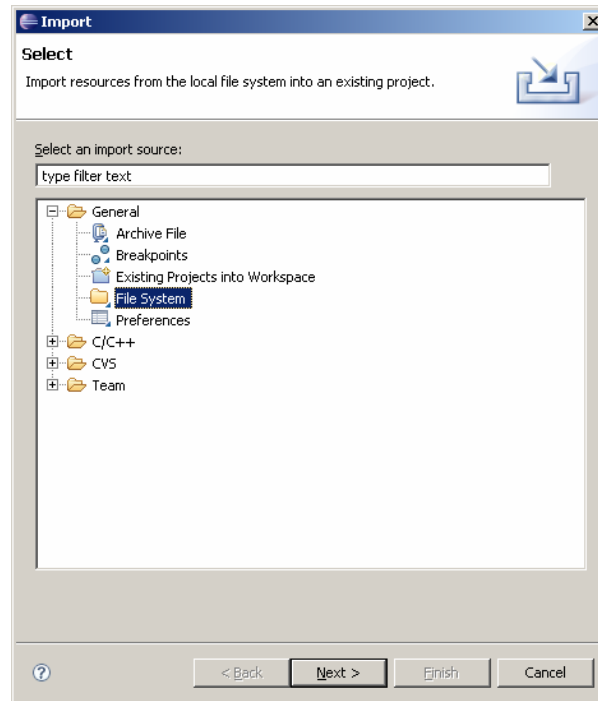 Import
Select
Import resources from the local file system into an existing project.
Select an import source:
type filter text
General
Archive File
Breakpoints
Existing Projects into Workspace
File System
Preferences
C/C++
CVS
Team
< Back Next > Finish Cancel